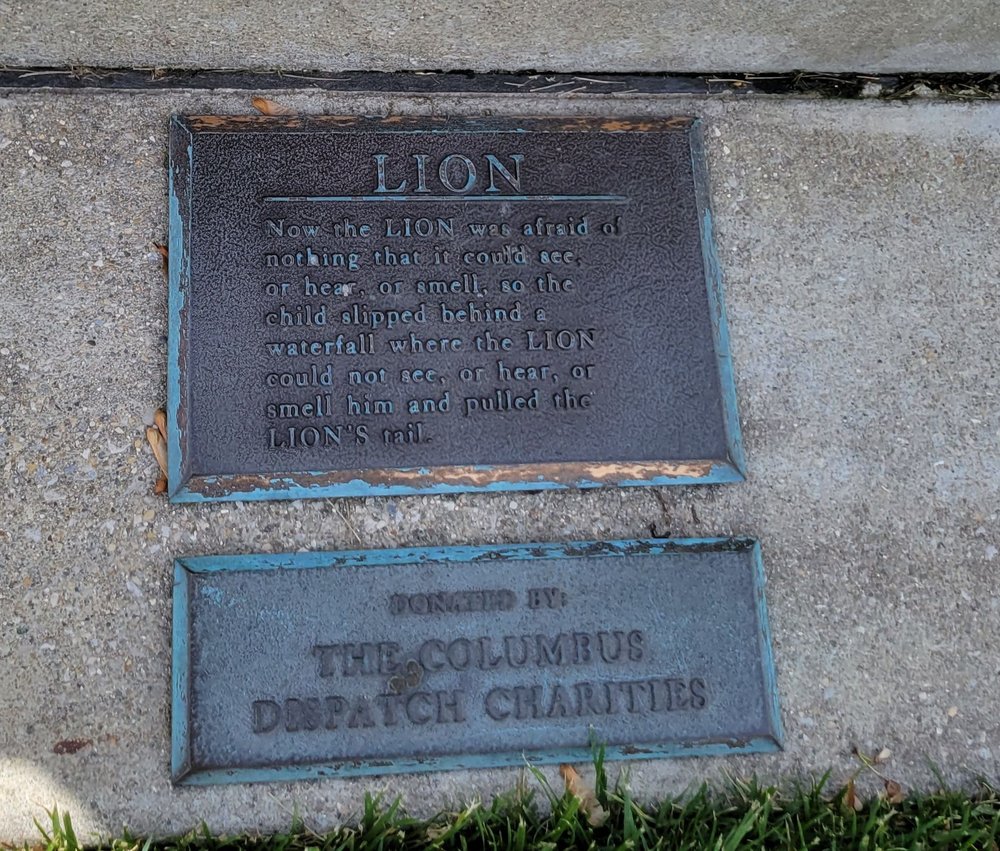 LION
Now the LION was afraid of
nothing that it could see,
or hear, or smell, so the
child slipped behind a
waterfall where the LION
could not see, or hear, or
smell him and pulled the
LION'S tail.
DONATED BY:
THE COLUMBUS
DISPATCH CHARITIES